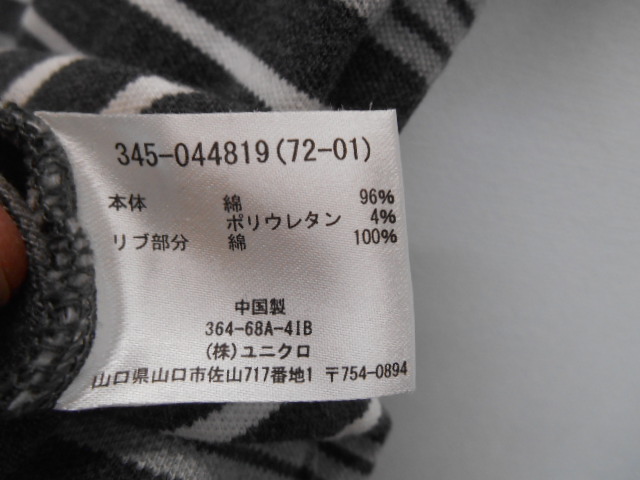 345-044819(72-01)
本体 綿 96%
ポリウレタン 4%
リブ部分 綿 100%
中国製
364-68A-41B
(株)ユニクロ
山口県山口市佐山717番地1 〒754-0894